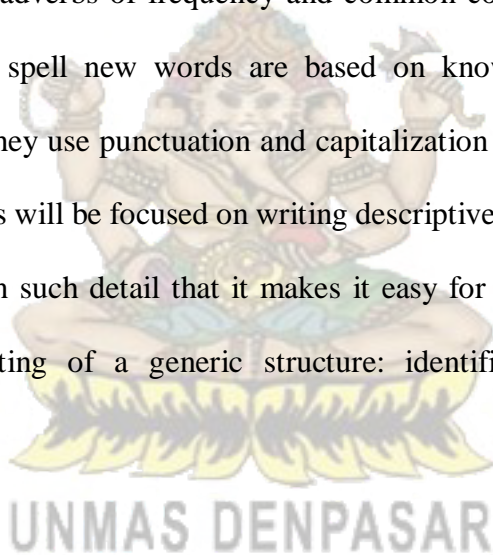 adverbs of frequency and common co
spell new words are based on know
ney use punctuation and capitalization
s will be focused on writing descriptive
n such detail that it makes it easy for
ting of a generic structure: identifi
UNMAS DENPASAR